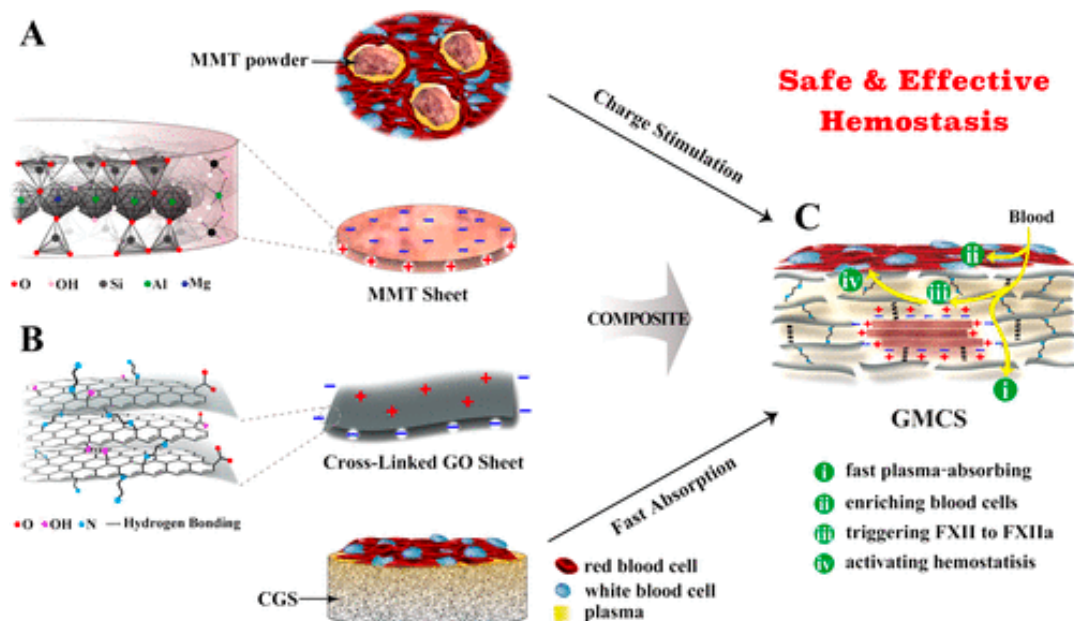 A
MMT powder
O OH Si Al Mg
MMT Sheet
Charge Stimulation
Safe & Effective
Hemostasis
B
Cross-Linked GO Sheet
O OH N Hydrogen Bonding
CGS
red blood cell
white blood cell
plasma
COMPOSITE
Fast Absorption
C
Blood
ii
iv
iii
i
GMCS
i fast plasma-absorbing
ii enriching blood cells
iii triggering FXII to FXIIa
iv activating hemostatisis